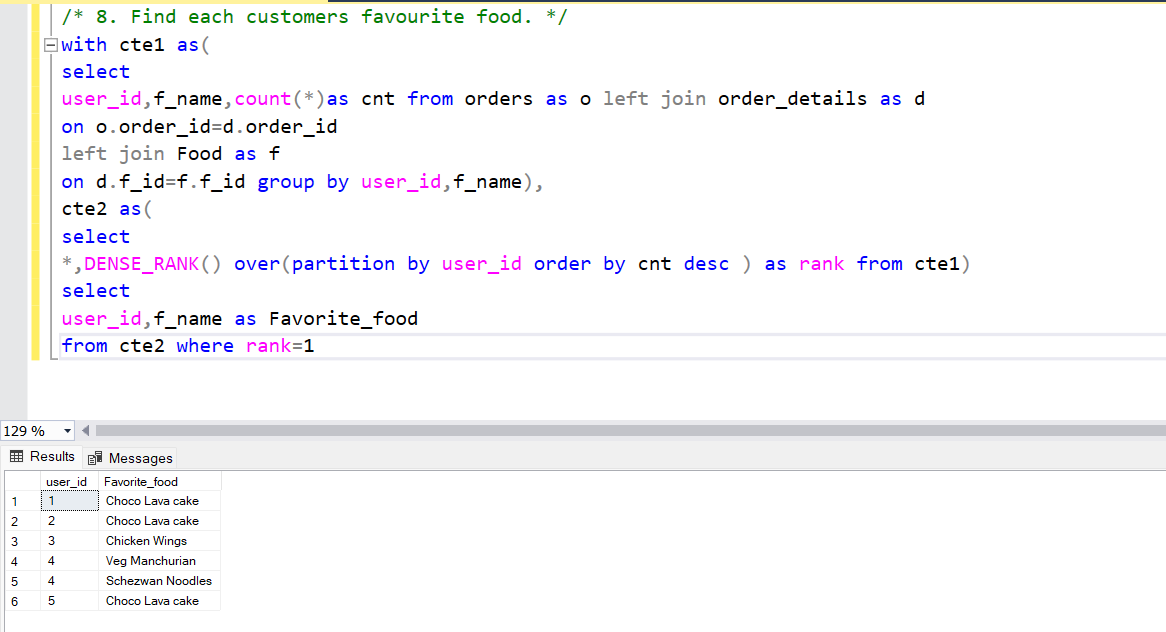 /* 8. Find each customers favourite food. */
with cte1 as(
select
user_id,f_name,count(*)as cnt from orders as o left join order_details as d
on o.order_id=d.order_id
left join Food as f
on d.f_id=f.f_id group by user_id,f_name),
cte2 as(
select
*,DENSE_RANK() over(partition by user_id order by cnt desc ) as rank from cte1)
select
user_id,f_name as Favorite_food
from cte2 where rank=1
129 %
Results Messages
user_id Favorite_food
1 1 Choco Lava cake
2 2 Choco Lava cake
3 3 Chicken Wings
4 4 Veg Manchurian
5 4 Schezwan Noodles
6 5 Choco Lava cake